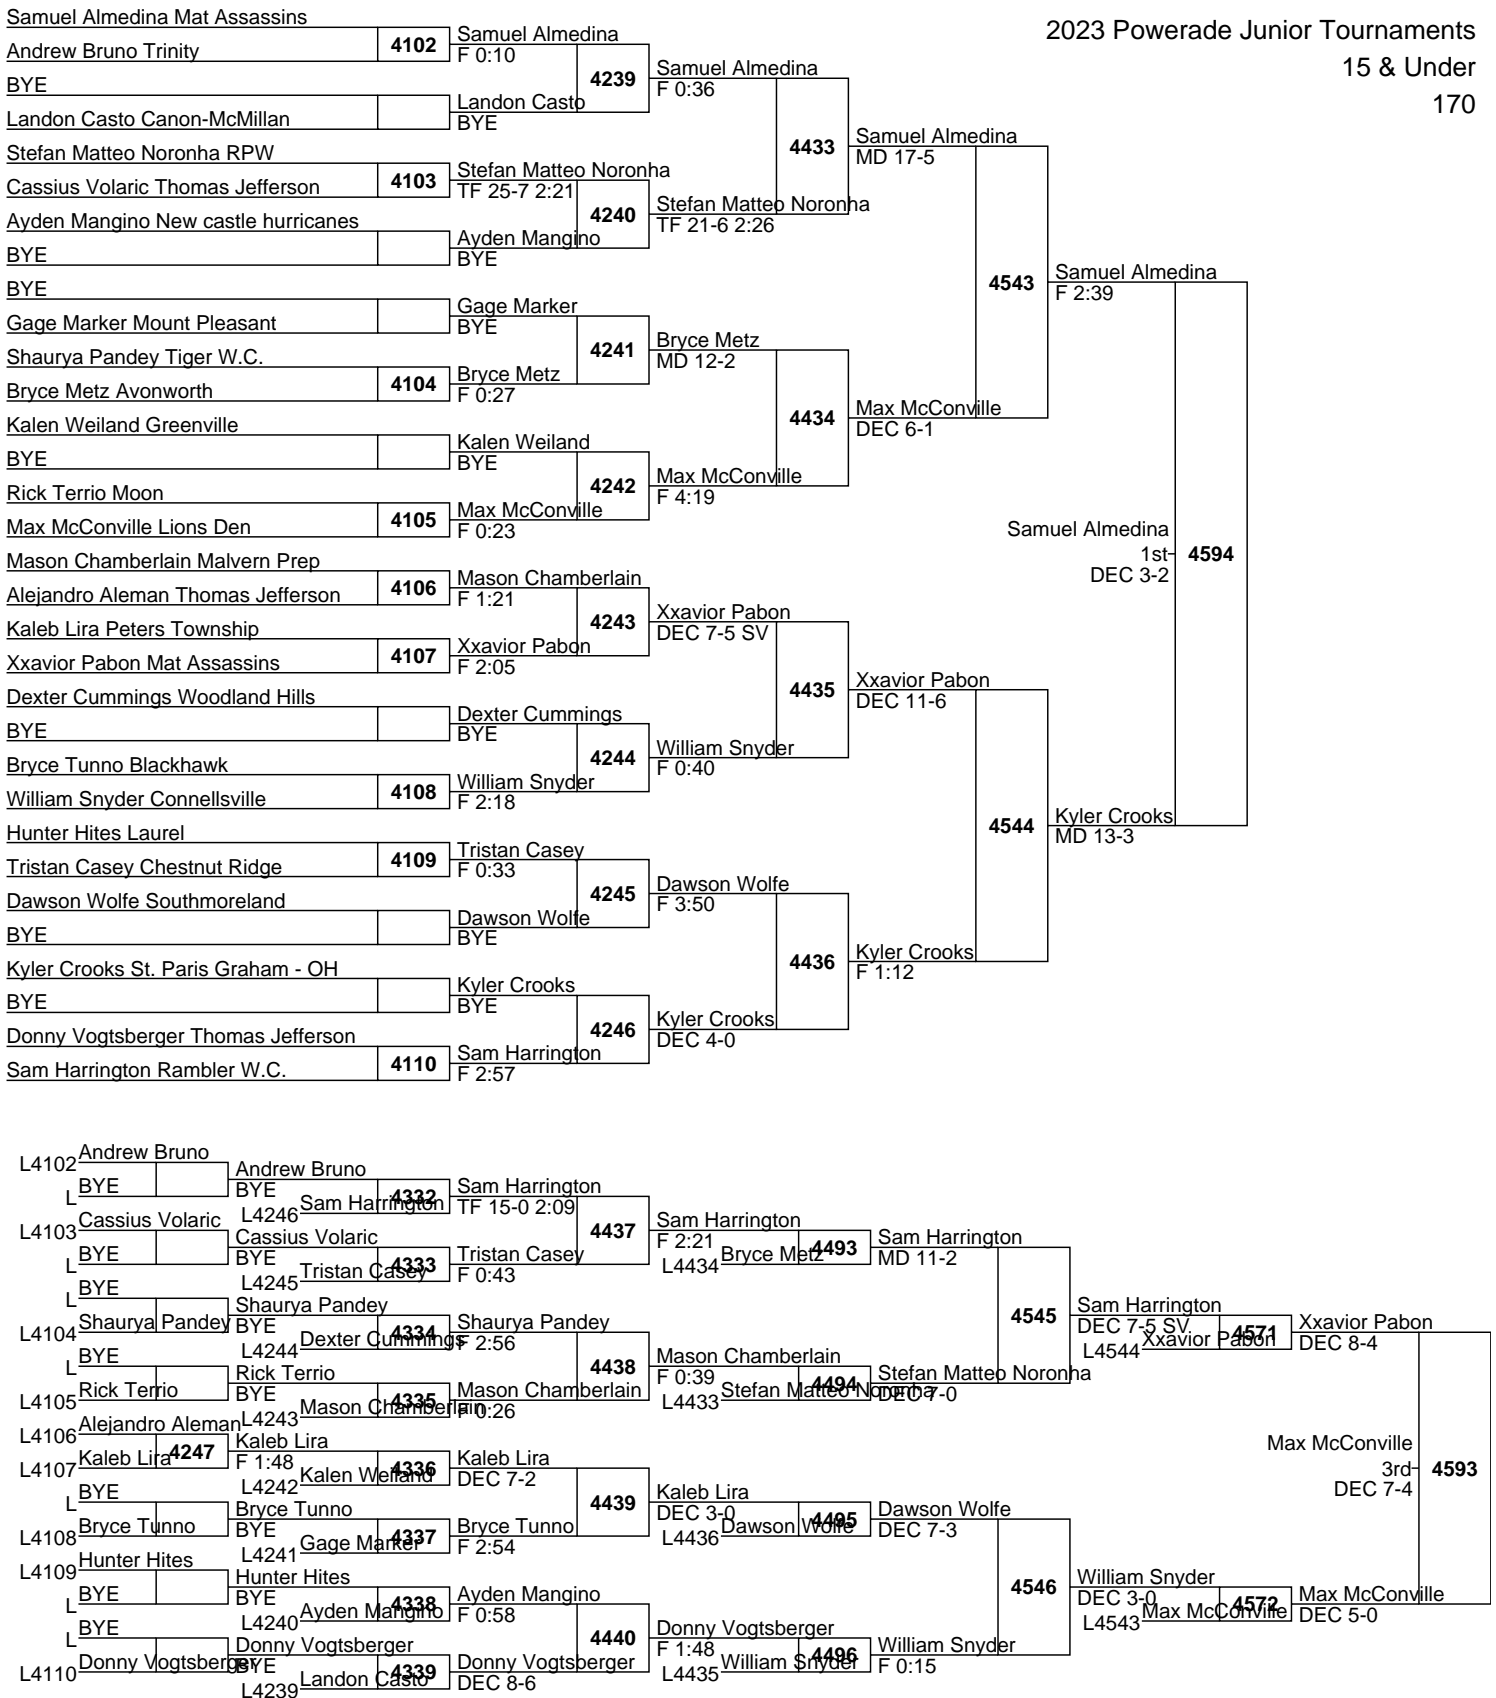 2023 Powerade Junior Tournaments
15 & Under
170
Samuel Almedina Mat Assassins
Andrew Bruno Trinity
BYE
Landon Casto Canon-McMillan
Stefan Matteo Noronha RPW
Cassius Volaric Thomas Jefferson
Ayden Mangino New castle hurricanes
BYE
BYE
Gage Marker Mount Pleasant
Shaurya Pandey Tiger W.C.
Bryce Metz Avonworth
Kalen Weiland Greenville
BYE
Rick Terrio Moon
Max McConville Lions Den
Mason Chamberlain Malvern Prep
Alejandro Aleman Thomas Jefferson
Kaleb Lira Peters Township
Xxavior Pabon Mat Assassins
Dexter Cummings Woodland Hills
BYE
Bryce Tunno Blackhawk
William Snyder Connellsville
Hunter Hites Laurel
Tristan Casey Chestnut Ridge
Dawson Wolfe Southmoreland
BYE
Kyler Crooks St. Paris Graham - OH
BYE
Donny Vogtsberger Thomas Jefferson
Sam Harrington Rambler W.C.
4102
4103
4104
4105
4106
4107
4108
4109
4110
Samuel Almedina
F 0:10
Landon Casto
BYE
Stefan Matteo Noronha
TF 25-7 2:21
Ayden Mangino
BYE
Gage Marker
BYE
Bryce Metz
F 0:27
Kalen Weiland
BYE
Max McConville
F 0:23
Mason Chamberlain
F 1:21
Xxavior Pabon
F 2:05
Dexter Cummings
BYE
William Snyder
F 2:18
Tristan Casey
F 0:33
Dawson Wolfe
BYE
Kyler Crooks
BYE
Sam Harrington
F 2:57
4239
4240
4241
4242
4243
4244
4245
4246
Samuel Almedina
F 0:36
Stefan Matteo Noronha
TF 21-6 2:26
Bryce Metz
MD 12-2
Max McConville
F 4:19
Xxavior Pabon
DEC 7-5 SV
William Snyder
F 0:40
Dawson Wolfe
F 3:50
Kyler Crooks
DEC 4-0
4433
4434
4435
4436
Samuel Almedina
MD 17-5
Max McConville
DEC 6-1
Xxavior Pabon
DEC 11-6
Kyler Crooks
F 1:12
4543
4544
Samuel Almedina
F 2:39
Kyler Crooks
MD 13-3
Samuel Almedina
1st
DEC 3-2
4594
L4102
Andrew Bruno
L
BYE
L4103
Cassius Volaric
L
BYE
L
BYE
L4104
Shaurya Pandey
L
BYE
L4105
Rick Terrio
L4106
Alejandro Aleman
L4107
Kaleb Lira
L
BYE
L4108
Bryce Tunno
L4109
Hunter Hites
L
BYE
L
BYE
L4110
Donny Vogtsberger
4247
Andrew Bruno
BYE
L4246
Sam Harrington
Cassius Volaric
BYE
L4245
Tristan Casey
Shaurya Pandey
BYE
L4244
Dexter Cummings
Rick Terrio
BYE
L4243
Mason Chamberlain
Kaleb Lira
F 1:48
L4242
Kalen Weiland
Bryce Tunno
BYE
L4241
Gage Marker
Hunter Hites
BYE
L4240
Ayden Mangino
Donny Vogtsberger
BYE
L4239
Landon Casto
4332
4333
4334
4335
4336
4337
4338
4339
Sam Harrington
TF 15-0 2:09
Tristan Casey
F 0:43
Shaurya Pandey
F 2:56
Mason Chamberlain
F 0:26
Kaleb Lira
DEC 7-2
Bryce Tunno
F 2:54
Ayden Mangino
F 0:58
Donny Vogtsberger
DEC 8-6
4437
4438
4439
4440
Sam Harrington
F 2:21
L4434
Bryce Metz
Mason Chamberlain
F 0:39
L4433
Stefan Matteo Noronha
Kaleb Lira
DEC 3-0
L4436
Dawson Wolfe
Donny Vogtsberger
F 1:48
L4435
William Snyder
4493
4494
4495
4496
Sam Harrington
MD 11-2
Stefan Matteo Noronha
DEC 7-0
Dawson Wolfe
DEC 7-3
William Snyder
F 0:15
4545
4546
Sam Harrington
DEC 7-5 SV
L4544
Xxavior Pabon
William Snyder
DEC 3-0
L4543
Max McConville
4571
4572
Xxavior Pabon
DEC 8-4
Max McConville
DEC 5-0
Max McConville
3rd
DEC 7-4
4593